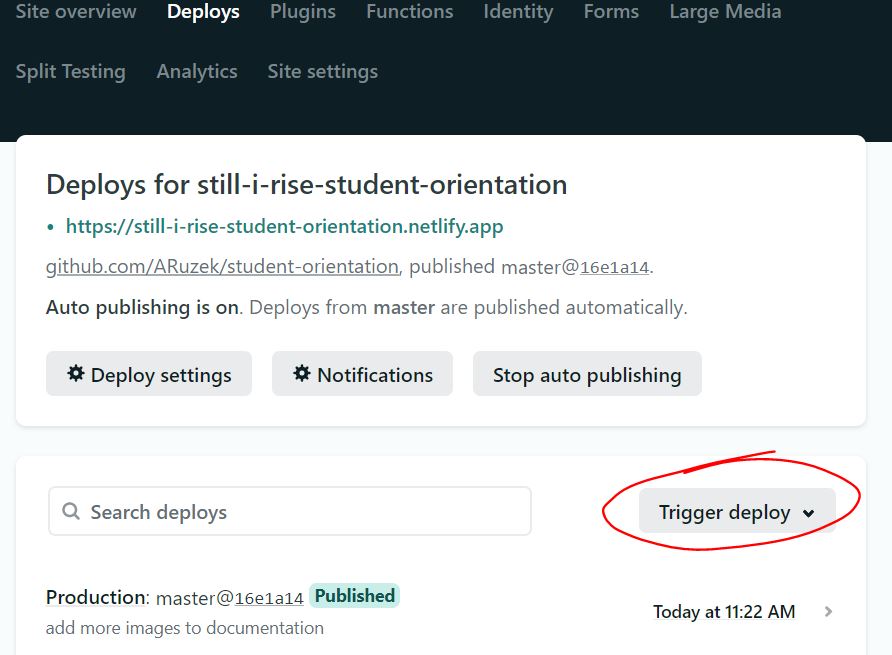 Site overview Deploys Plugins Functions Identity Forms Large Media
Split Testing Analytics Site settings
Deploys for still-i-rise-student-orientation
• https://still-i-rise-student-orientation.netlify.app
github.com/ARuzek/student-orientation, published master@16e1a14.
Auto publishing is on. Deploys from master are published automatically.
Deploy settings Notifications Stop auto publishing
Search deploys Trigger deploy
Production: master@16e1a14 Published
Today at 11:22 AM
add more images to documentation